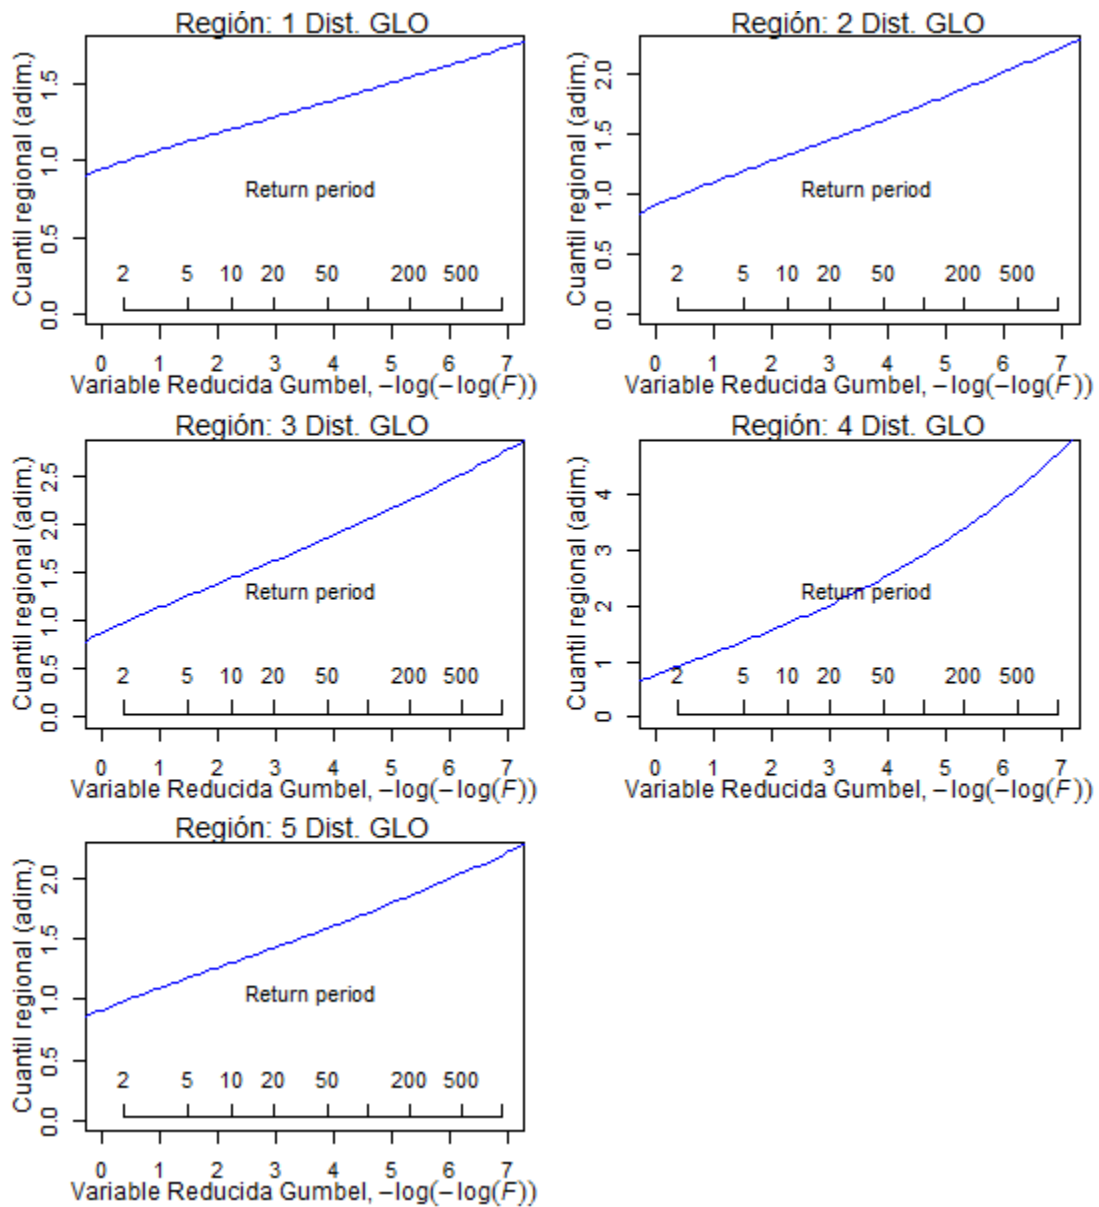 Región: 1 Dist. GLO
Cuantil regional (adim.)
0.0 0.5 1.0 1.5
Return period
2 5 10 20 50 200 500
0 1 2 3 4 5 6 7
Variable Reducida Gumbel, −log(−log(F))
Región: 2 Dist. GLO
Cuantil regional (adim.)
0.0 0.5 1.0 1.5 2.0
Return period
2 5 10 20 50 200 500
0 1 2 3 4 5 6 7
Variable Reducida Gumbel, −log(−log(F))
Región: 3 Dist. GLO
Cuantil regional (adim.)
0.0 0.5 1.0 1.5 2.0 2.5
Return period
2 5 10 20 50 200 500
0 1 2 3 4 5 6 7
Variable Reducida Gumbel, −log(−log(F))
Región: 4 Dist. GLO
Cuantil regional (adim.)
0 1 2 3 4
Return period
2 5 10 20 50 200 500
0 1 2 3 4 5 6 7
Variable Reducida Gumbel, −log(−log(F))
Región: 5 Dist. GLO
Cuantil regional (adim.)
0.0 0.5 1.0 1.5 2.0
Return period
2 5 10 20 50 200 500
0 1 2 3 4 5 6 7
Variable Reducida Gumbel, −log(−log(F))